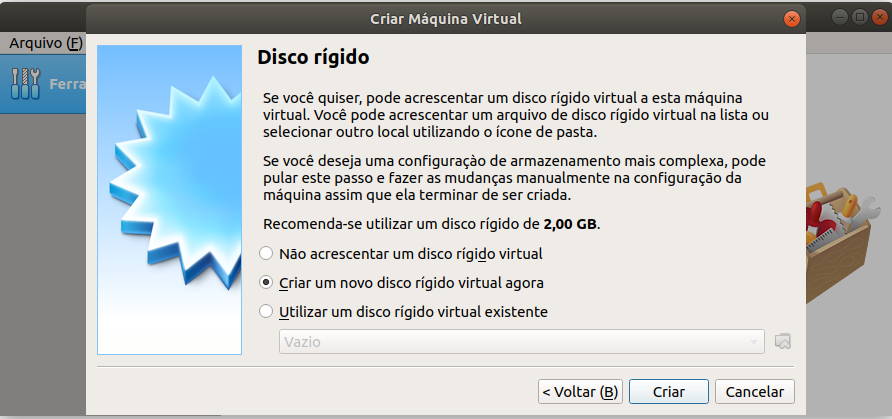 Criar Máquina Virtual
Arquivo (F)
Ferra
Disco rígido
Se você quiser, pode acrescentar um disco rígido virtual a esta máquina
virtual. Você pode acrescentar um arquivo de disco rígido virtual na lista ou
selecionar outro local utilizando o ícone de pasta.
Se você deseja uma configuração de armazenamento mais complexa, pode
pular este passo e fazer as mudanças manualmente na configuração da
máquina assim que ela terminar de ser criada.
Recomenda-se utilizar um disco rígido de 2,00 GB.
Não acrescentar um disco rígido virtual
Criar um novo disco rígido virtual agora
Utilizar um disco rígido virtual existente
Vazio
< Voltar (B)
Criar
Cancelar